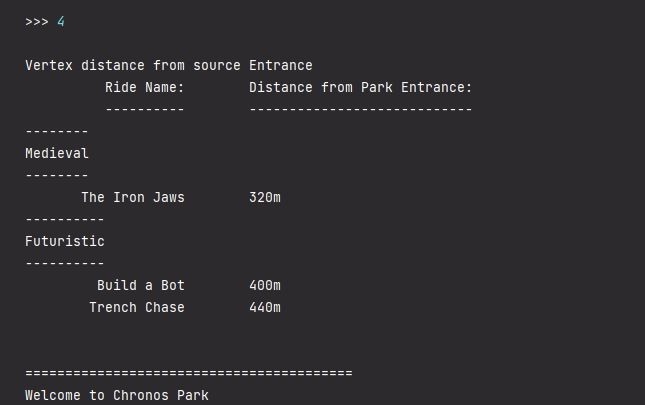 >>> 4
Vertex distance from source Entrance
Ride Name: Distance from Park Entrance:
---------- ----------------------------
--------
Medieval
--------
The Iron Jaws 320m
----------
Futuristic
----------
Build a Bot 400m
Trench Chase 440m
=========================================
Welcome to Chronos Park